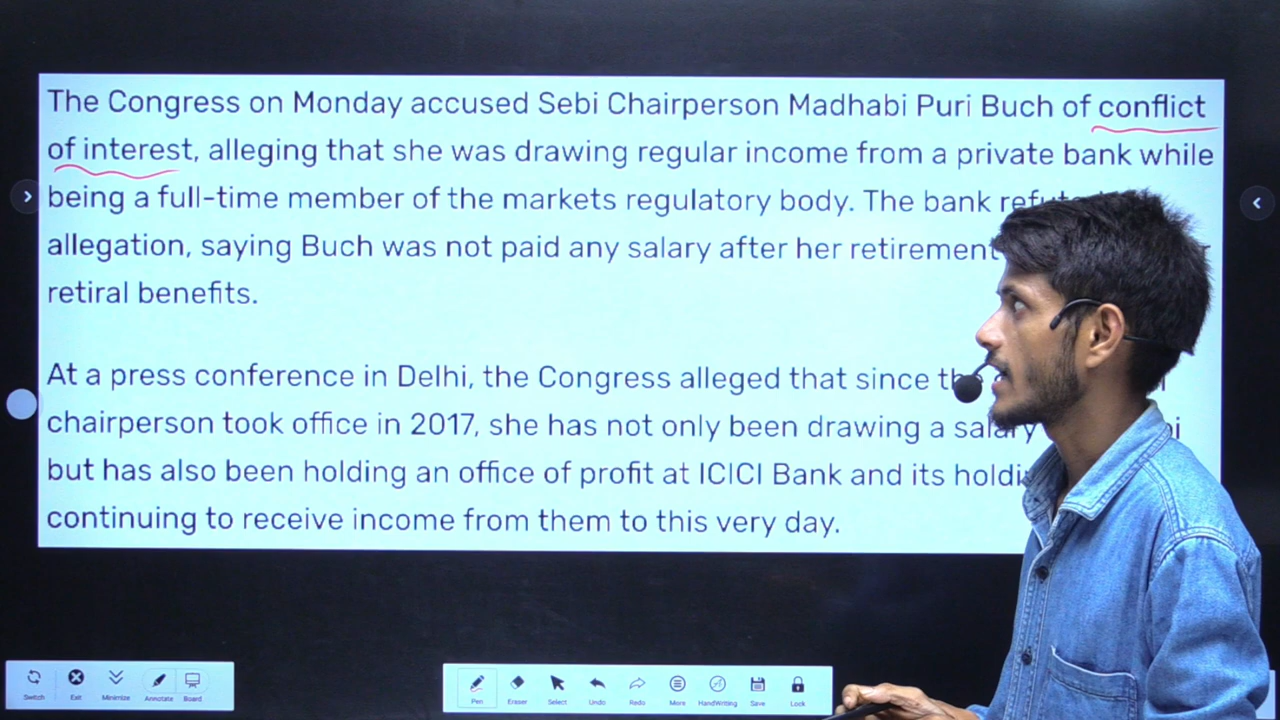 The Congress on Monday accused Sebi Chairperson Madhabi Puri Buch of conflict
of interest, alleging that she was drawing regular income from a private bank while
being a full-time member of the markets regulatory body. The bank
allegation, saying Buch was not paid any salary after her retirement
retiral benefits.
At a press conference in Delhi, the Congress alleged that since
chairperson took office in 2017, she has not only been drawing a salary
but has also been holding an office of profit at ICICI Bank and its
continuing to receive income from them to this very day.
Switch Exit Minimize Annotate Board
Pen Eraser Select Undo Redo More HandWriting Save Lock